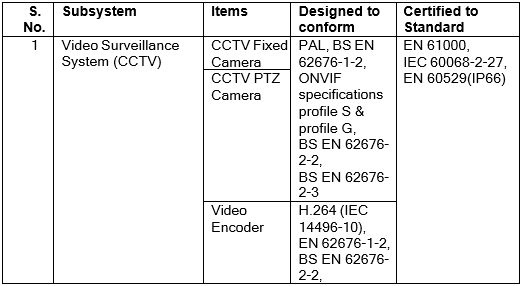 S. No.
Subsystem
Items
Designed to conform
Certified to Standard
1
Video Surveillance
System (CCTV)
CCTV Fixed
Camera
CCTV PTZ
Camera
PAL, BS EN
62676-1-2,
ONVIF
specifications
profile S &
profile G,
BS EN 62676-
2-2,
BS EN 62676-
2-3
EN 61000,
IEC 60068-2-27,
EN 60529(IP66)
Video
Encoder
H.264 (IEC
14496-10),
EN 62676-1-2,
BS EN 62676-
2-2,